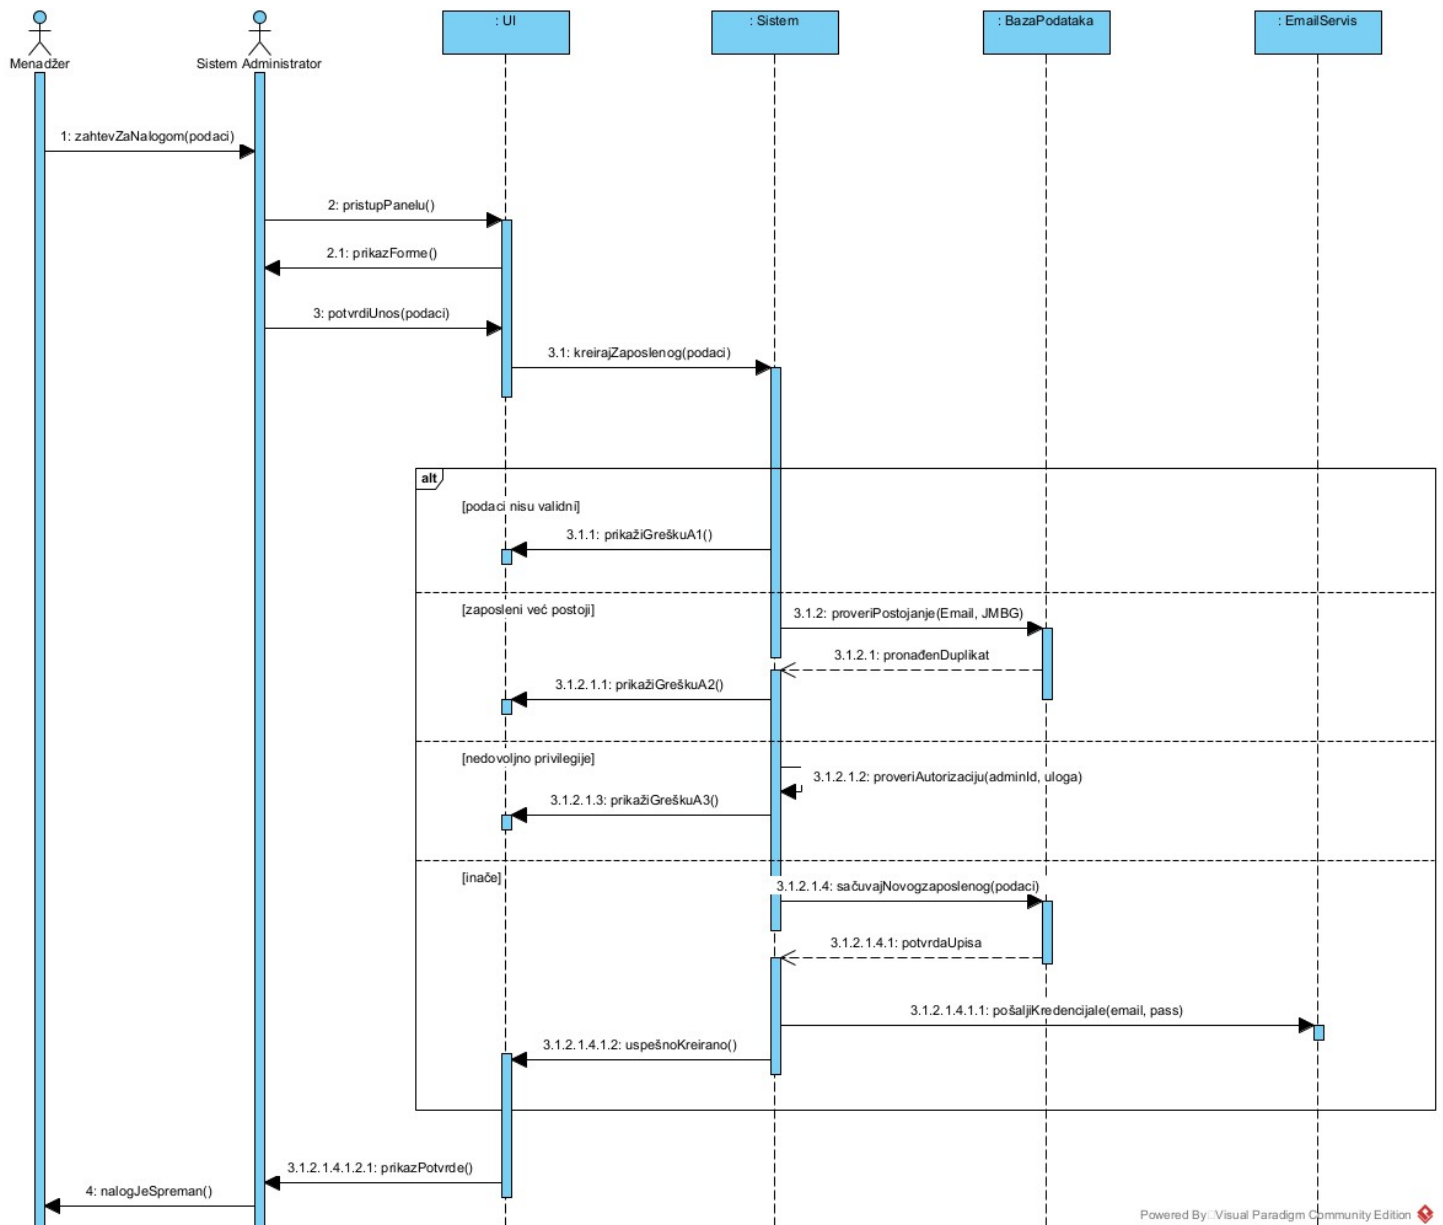 : UI
: Sistem
: BazaPodataka
: EmailServis
Menadžer
Sistem Administrator
1: zahtevZaNalogom(podaci)
2: pristupPanelu()
2.1: prikazForme()
3: potvrdiUnos(podaci)
3.1: kreirajZaposlenog(podaci)
alt
[podaci nisu validni]
3.1.1: prikažiGreškuA1()
[zaposleni već postoji]
3.1.2: proveriPostojanje(Email, JMBG)
3.1.2.1: pronađenDuplikat
3.1.2.1.1: prikažiGreškuA2()
[nedovoljno privilegije]
3.1.2.1.2: proveriAutorizaciju(adminId, uloga)
3.1.2.1.3: prikažiGreškuA3()
[inače]
3.1.2.1.4: sačuvajNovogzaposlenog(podaci)
3.1.2.1.4.1: potvrdaUpisa
3.1.2.1.4.1.1: pošaljiKredencijale(email, pass)
3.1.2.1.4.1.2: uspešnoKreirano()
3.1.2.1.4.1.2.1: prikazPotvrde()
4: nalogJeSpreman()
Powered By Visual Paradigm Community Edition